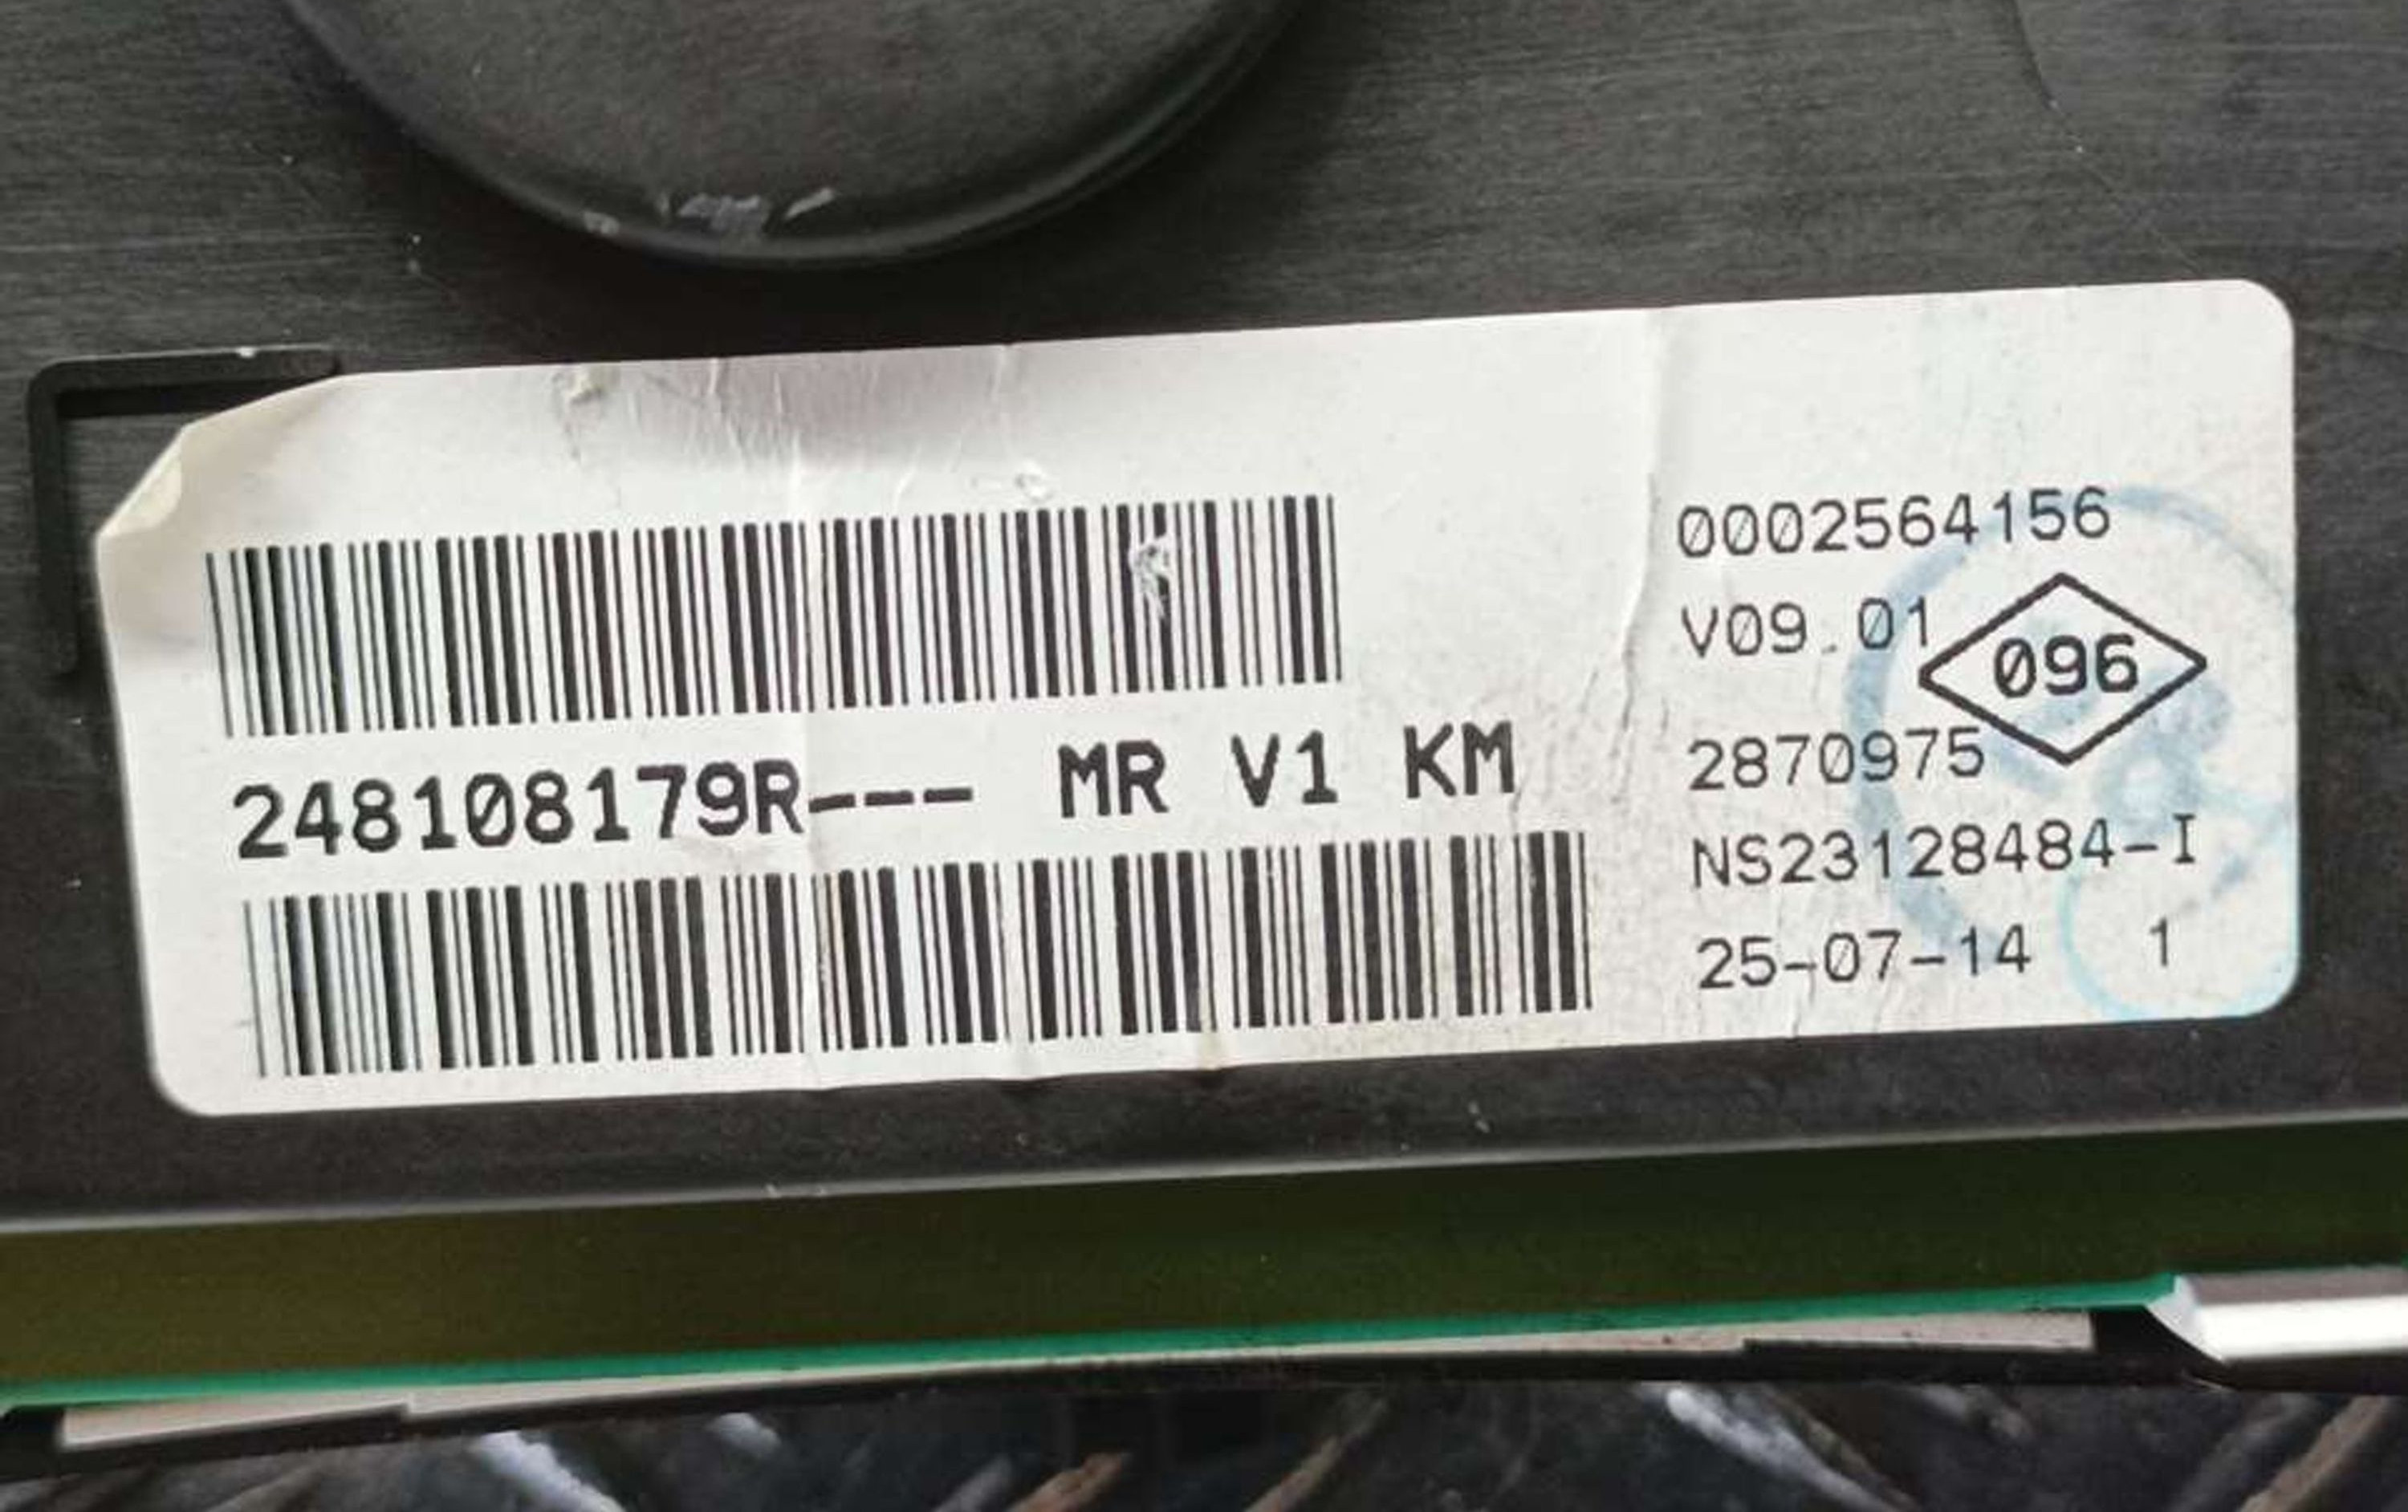 248108179R--- MR V1 KM
0002564156
V09.01
096
2870975
NS23128484-I
25-07-14 1